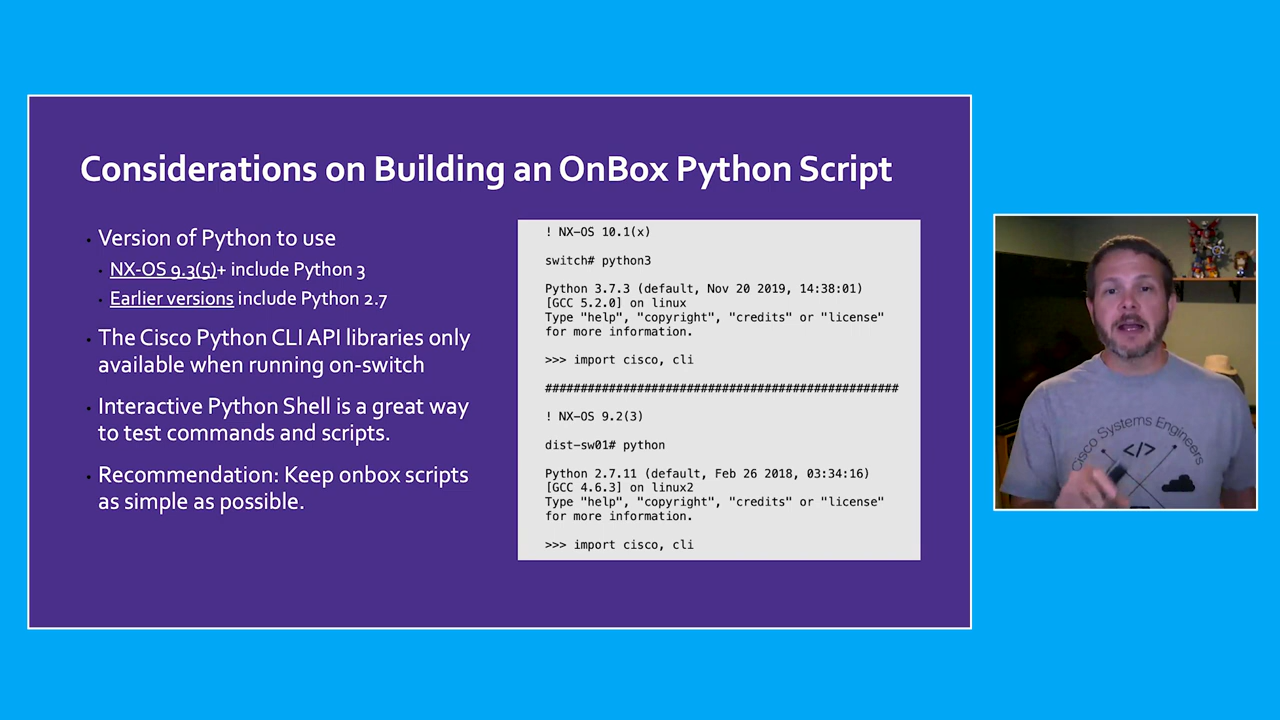 Considerations on Building an OnBox Python Script
Version of Python to use
NX-OS 9.3(5)+ include Python 3
Earlier versions include Python 2.7
The Cisco Python CLI API libraries only
available when running on-switch
Interactive Python Shell is a great way
to test commands and scripts.
Recommendation: Keep onbox scripts
as simple as possible.
! NX-OS 10.1(x)
switch# python3
Python 3.7.3 (default, Nov 20 2019, 14:38:01)
[GCC 5.2.0] on linux
Type "help", "copyright", "credits" or "license"
for more information.
>>> import cisco, cli
##################################################
! NX-OS 9.2(3)
dist-sw01# python
Python 2.7.11 (default, Feb 26 2018, 03:34:16)
[GCC 4.6.3] on linux2
Type "help", "copyright", "credits" or "license"
for more information.
>>> import cisco, cli
Cisco Systems Engineers
</>